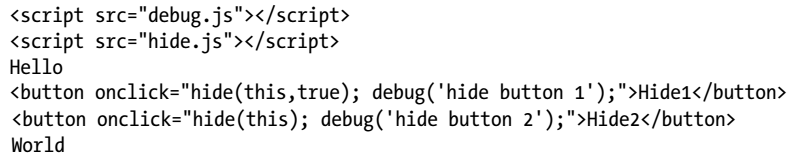 <script src="debug.js"></script>
<script src="hide.js"></script>
Hello
<button onclick="hide(this,true); debug('hide button 1');">Hide1</button>
<button onclick="hide(this); debug('hide button 2');">Hide2</button>
World